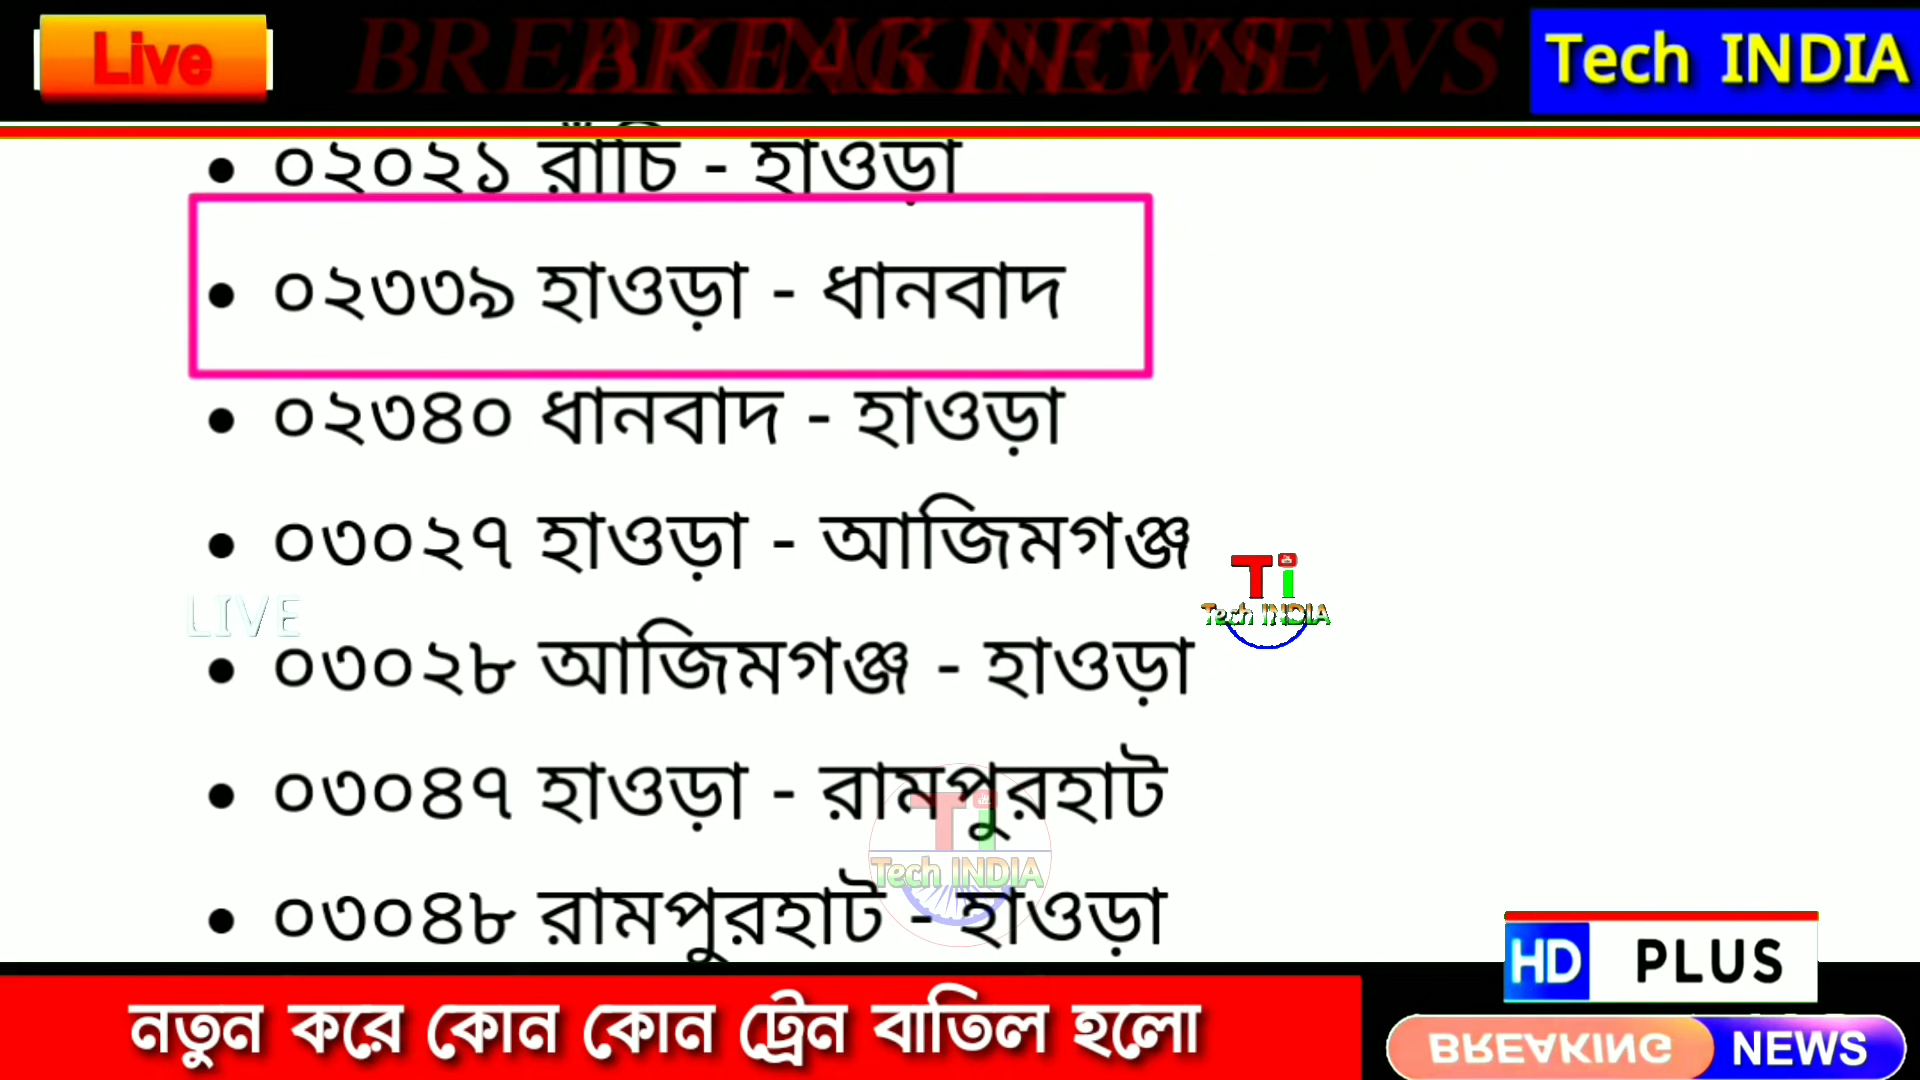 Live
BREAKING NEWS
Tech INDIA
• ০২০২১ রাঁচি - হাওড়া
• ০২৩৩৯ হাওড়া - ধানবাদ
• ০২৩৪০ ধানবাদ - হাওড়া
• ০৩০২৭ হাওড়া - আজিমগঞ্জ
Ti
Tech INDIA
LIVE
• ০৩০২৮ আজিমগঞ্জ - হাওড়া
• ০৩০৪৭ হাওড়া - রামপুরহাট
Ti
Tech INDIA
• ০৩০৪৮ রামপুরহাট - হাওড়া
HD PLUS
নতুন করে কোন কোন ট্রেন বাতিল হলো
BREAKING NEWS